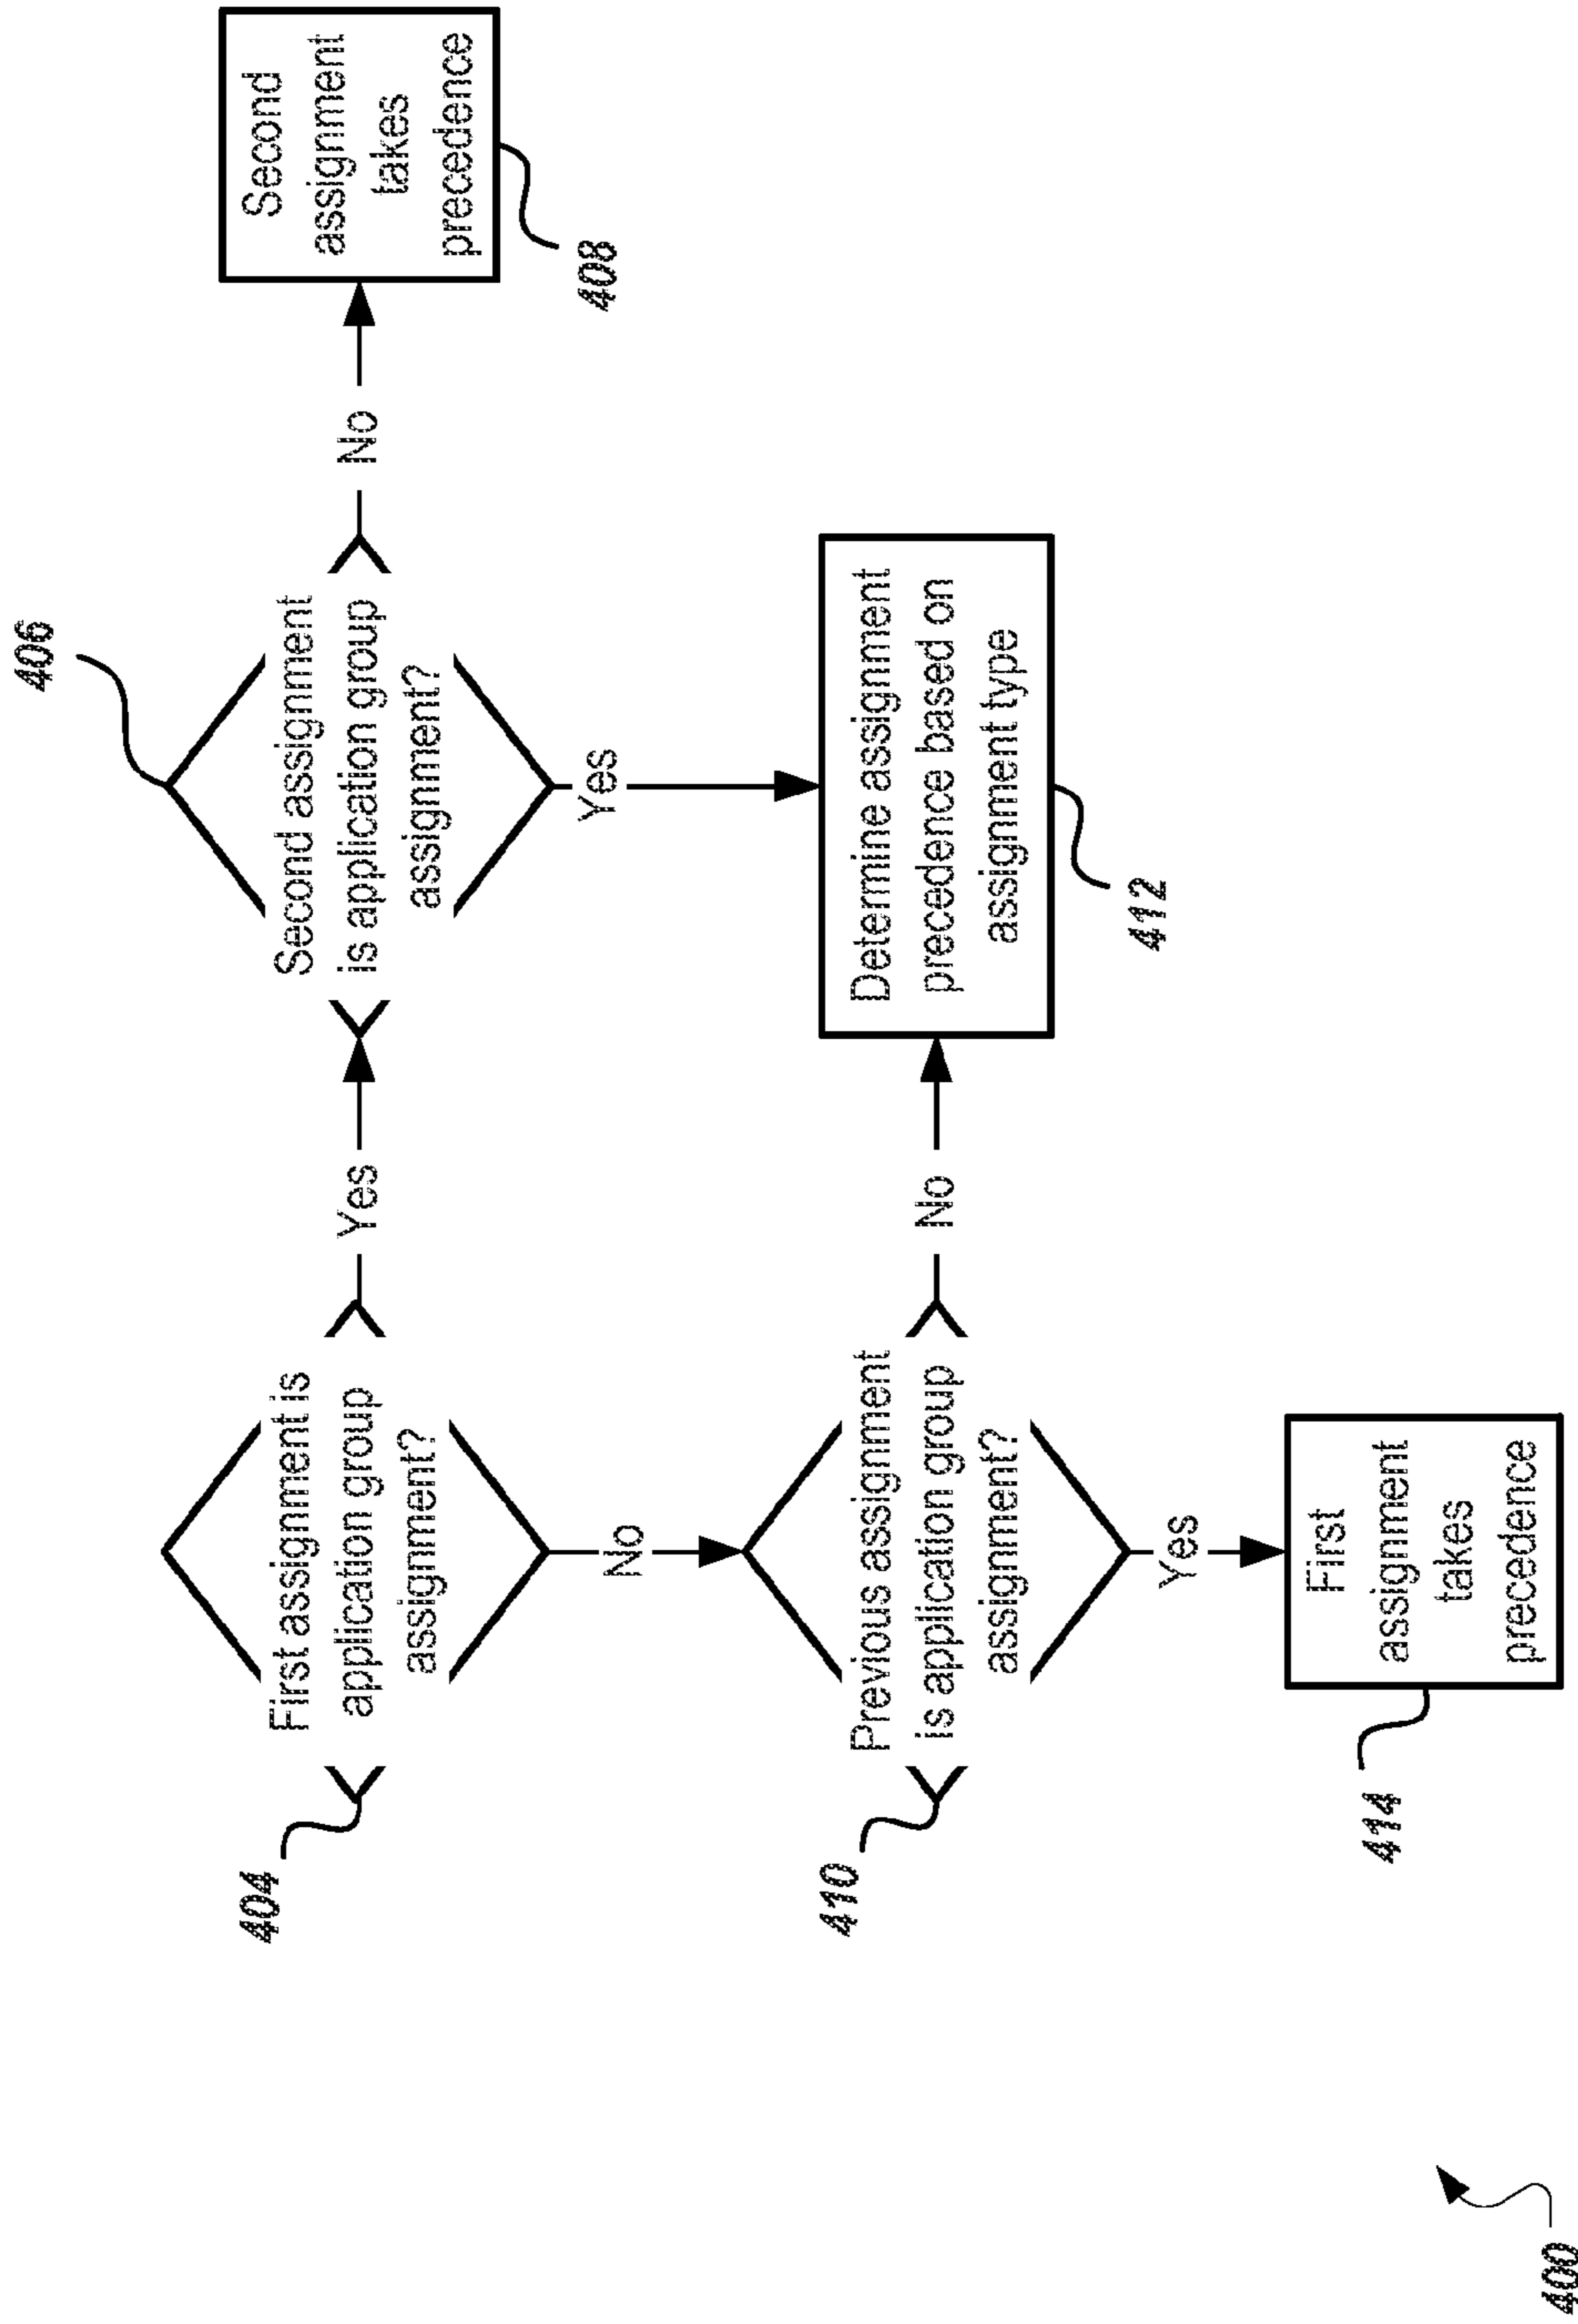 404
First assignment is
application group
assignment?
Yes
406
Second assignment
is application group
assignment?
No
Second
assignment
takes
precedence
408
No
Yes
410
Previous assignment
is application group
assignment?
No
Determine assignment
precedence based on
assignment type
412
Yes
414
First
assignment
takes
precedence
400